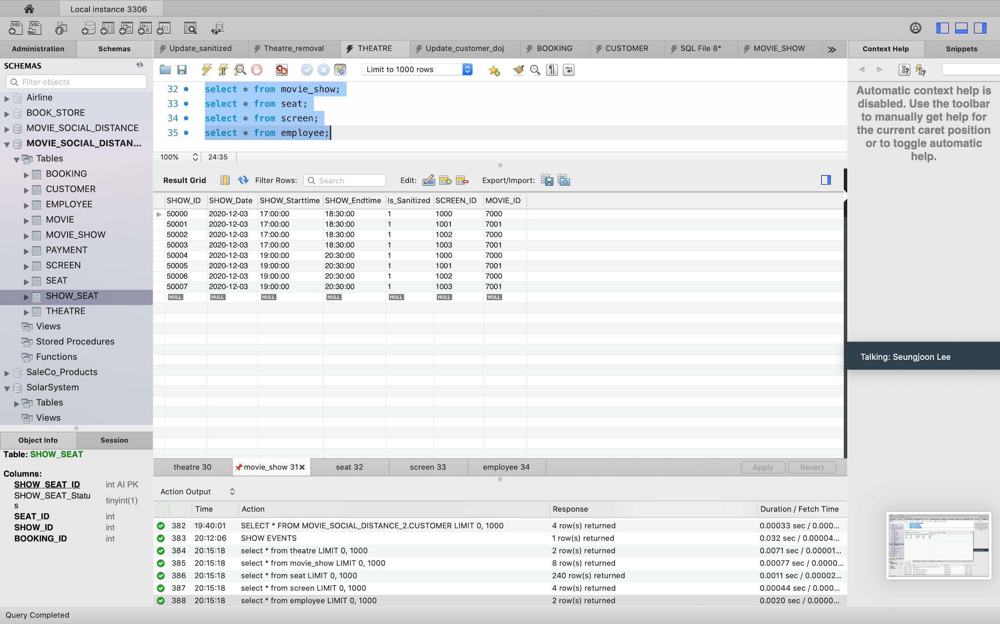 Local instance 3306
Administration
Schemas
Update_sanitized
Theatre_removal
THEATRE
Update_customer_doj
BOOKING
CUSTOMER
SQL File 8*
MOVIE_SHOW
Context Help
Snippets
SCHEMAS
Filter objects
Airline
BOOK_STORE
MOVIE_SOCIAL_DISTANCE
MOVIE_SOCIAL_DISTAN...
Tables
BOOKING
CUSTOMER
EMPLOYEE
MOVIE
MOVIE_SHOW
PAYMENT
SCREEN
SEAT
SHOW_SEAT
THEATRE
Views
Stored Procedures
Functions
SaleCo_Products
SolarSystem
Tables
Views
Object Info
Session
Table: SHOW_SEAT
Columns:
SHOW_SEAT_ID int AI PK
SHOW_SEAT_Statu
s tinyint(1)
SEAT_ID int
SHOW_ID int
BOOKING_ID int
Limit to 1000 rows
32 select * from movie_show;
33 select * from seat;
34 select * from screen;
35 select * from employee;
100% 24:35
Result Grid Filter Rows: Search Edit: Export/Import:
SHOW_ID SHOW_Date SHOW_Starttime SHOW_Endtime Is_Sanitized SCREEN_ID MOVIE_ID
50000 2020-12-03 17:00:00 18:30:00 1 1000 7000
50001 2020-12-03 17:00:00 18:30:00 1 1001 7001
50002 2020-12-03 17:00:00 18:30:00 1 1002 7000
50003 2020-12-03 17:00:00 18:30:00 1 1003 7001
50004 2020-12-03 19:00:00 20:30:00 1 1000 7000
50005 2020-12-03 19:00:00 20:30:00 1 1001 7001
50006 2020-12-03 19:00:00 20:30:00 1 1002 7000
50007 2020-12-03 19:00:00 20:30:00 1 1003 7001
NULL NULL NULL NULL NULL NULL NULL
theatre 30 movie_show 31 seat 32 screen 33 employee 34 Apply Revert
Action Output
Time Action Response Duration / Fetch Time
382 19:40:01 SELECT * FROM MOVIE_SOCIAL_DISTANCE_2.CUSTOMER LIMIT 0, 1000 4 row(s) returned 0.00033 sec / 0.000...
383 20:12:06 SHOW EVENTS 1 row(s) returned 0.032 sec / 0.00004...
384 20:15:18 select * from theatre LIMIT 0, 1000 2 row(s) returned 0.0071 sec / 0.00001...
385 20:15:18 select * from movie_show LIMIT 0, 1000 8 row(s) returned 0.00077 sec / 0.0000...
386 20:15:18 select * from seat LIMIT 0, 1000 240 row(s) returned 0.0011 sec / 0.00002...
387 20:15:18 select * from screen LIMIT 0, 1000 4 row(s) returned 0.00044 sec / 0.000...
388 20:15:18 select * from employee LIMIT 0, 1000 2 row(s) returned 0.0020 sec / 0.0000...
Automatic context help is
disabled. Use the toolbar
to manually get help for
the current caret position
or to toggle automatic
help.
Talking: Seungjoon Lee
Query Completed